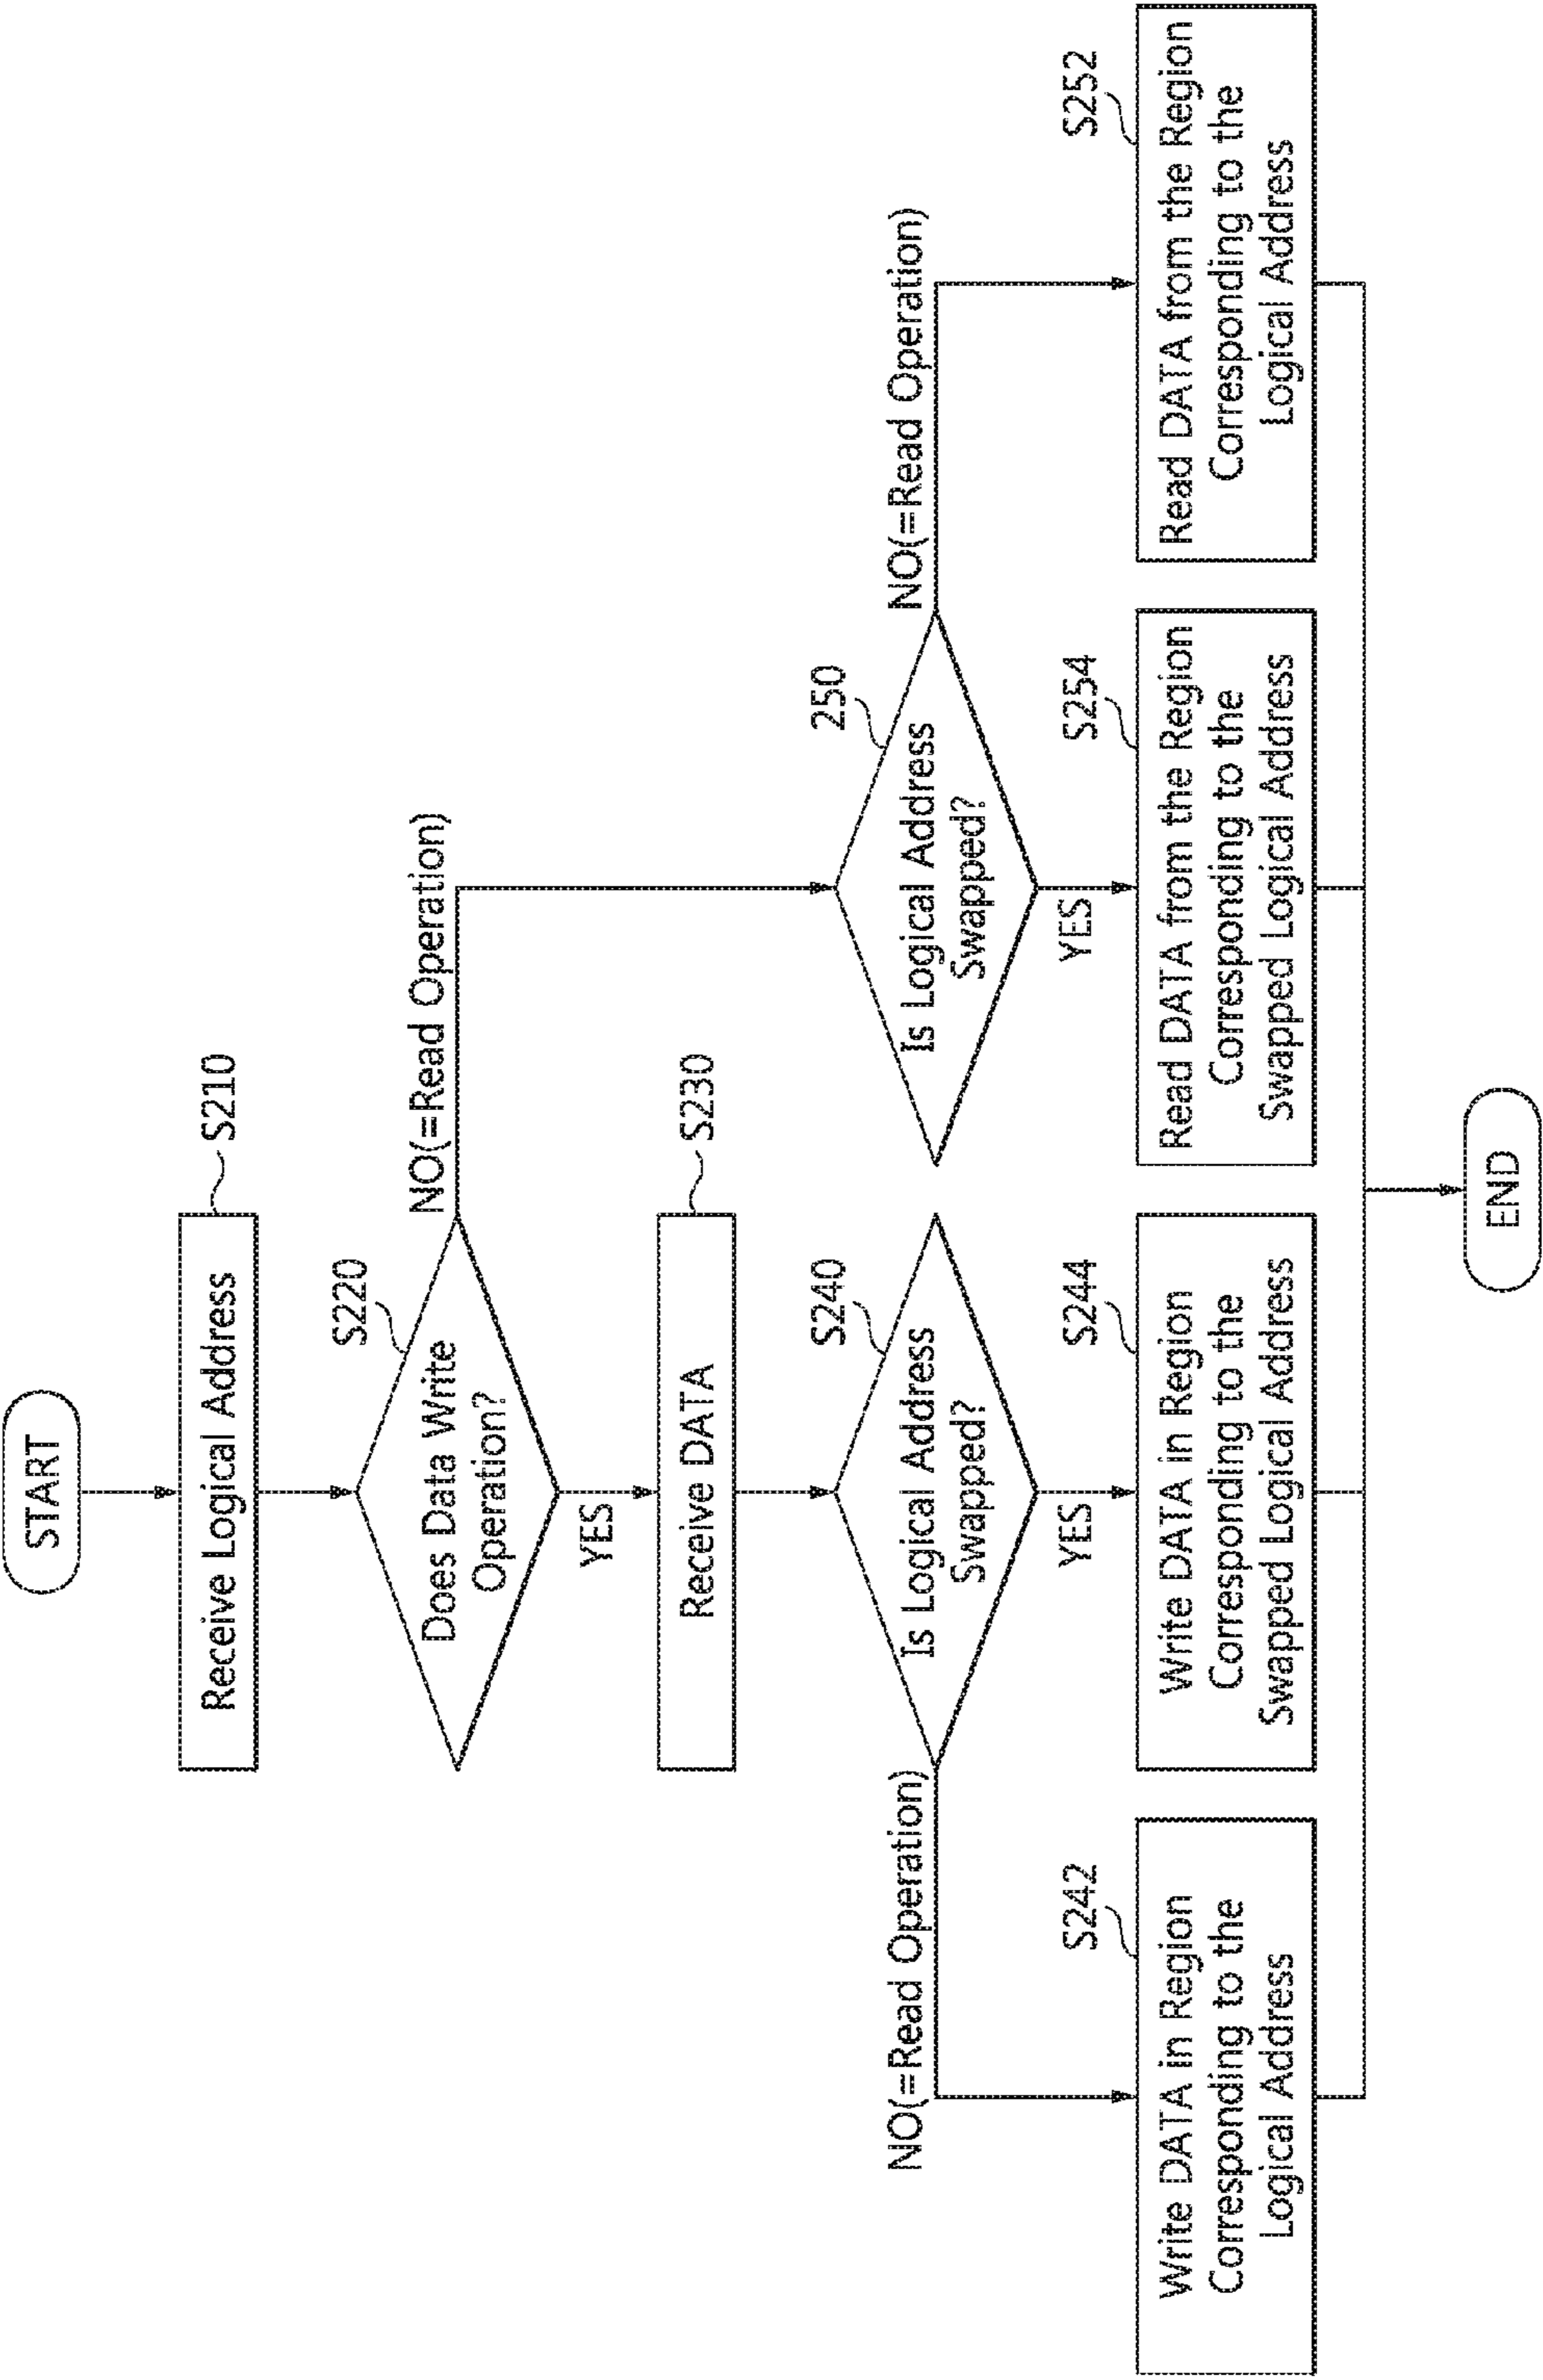 START
Receive Logical Address
S210
Does Data Write
Operation?
S220
NO(=Read Operation)
YES
Receive DATA
S230
Is Logical Address
Swapped?
S240
NO(=Read Operation)
YES
Is Logical Address
Swapped?
250
NO(=Read Operation)
YES
Write DATA in Region
Corresponding to the
Logical Address
S242
Write DATA in Region
Corresponding to the
Swapped Logical Address
S244
Read DATA from the Region
Corresponding to the
Swapped Logical Address
S254
Read DATA from the Region
Corresponding to the
Logical Address
S252
END